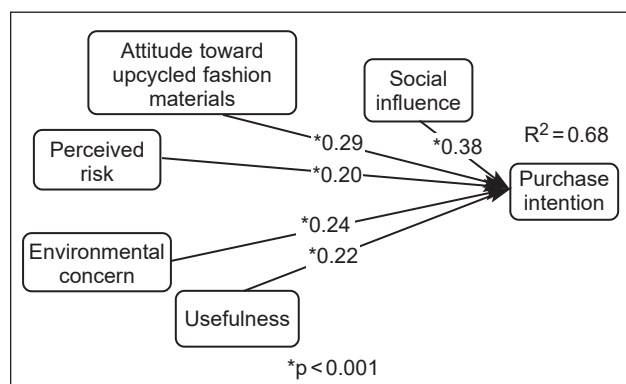 Attitude toward
upcycled fashion
materials
Social
influence
R² = 0.68
*0.29
*0.38
Perceived
risk
*0.20
Purchase
intention
*0.24
Environmental
concern
*0.22
Usefulness
*p < 0.001